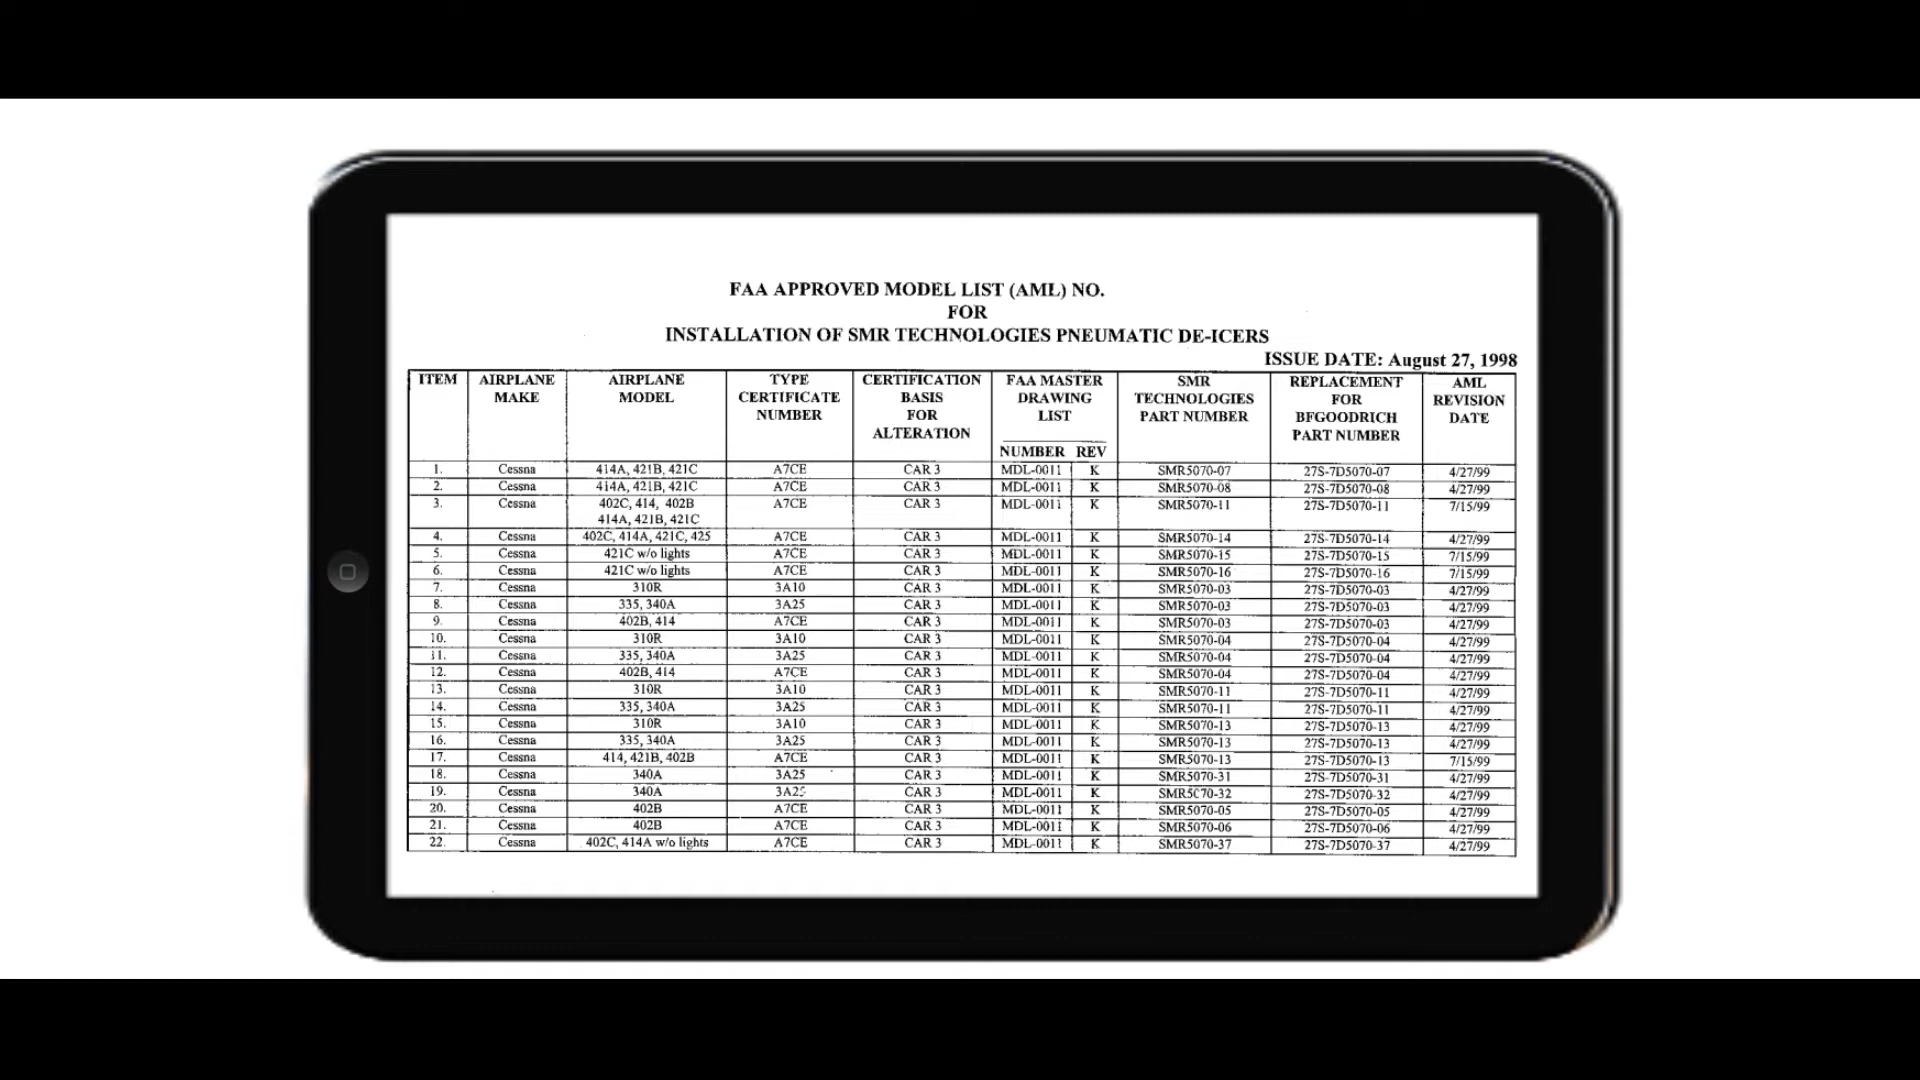 FAA APPROVED MODEL LIST (AML) NO.
FOR
INSTALLATION OF SMR TECHNOLOGIES PNEUMATIC DE-ICERS
ISSUE DATE: August 27, 1998
ITEM AIRPLANE MAKE AIRPLANE MODEL TYPE CERTIFICATE NUMBER CERTIFICATION BASIS FOR ALTERATION FAA MASTER DRAWING LIST NUMBER REV SMR TECHNOLOGIES PART NUMBER REPLACEMENT FOR BFGOODRICH PART NUMBER AML REVISION DATE
1. Cessna 414A, 421B, 421C A7CE CAR 3 MDL-0011 K SMR5070-07 27S-7D5070-07 4/27/99
2. Cessna 414A, 421B, 421C A7CE CAR 3 MDL-0011 K SMR5070-08 27S-7D5070-08 4/27/99
3. Cessna 402C, 414, 402B A7CE CAR 3 MDL-0011 K SMR5070-11 27S-7D5070-11 7/15/99
414A, 421B, 421C
4. Cessna 402C, 414A, 421C, 425 A7CE CAR 3 MDL-0011 K SMR5070-14 27S-7D5070-14 4/27/99
5. Cessna 421C w/o lights A7CE CAR 3 MDL-0011 K SMR5070-15 27S-7D5070-15 7/15/99
6. Cessna 421C w/o lights A7CE CAR 3 MDL-0011 K SMR5070-16 27S-7D5070-16 7/15/99
7. Cessna 310R 3A10 CAR 3 MDL-0011 K SMR5070-03 27S-7D5070-03 4/27/99
8. Cessna 335, 340A 3A25 CAR 3 MDL-0011 K SMR5070-03 27S-7D5070-03 4/27/99
9. Cessna 402B, 414 A7CE CAR 3 MDL-0011 K SMR5070-03 27S-7D5070-03 4/27/99
10. Cessna 310R 3A10 CAR 3 MDL-0011 K SMR5070-04 27S-7D5070-04 4/27/99
11. Cessna 335, 340A 3A25 CAR 3 MDL-0011 K SMR5070-04 27S-7D5070-04 4/27/99
12. Cessna 402B, 414 A7CE CAR 3 MDL-0011 K SMR5070-04 27S-7D5070-04 4/27/99
13. Cessna 310R 3A10 CAR 3 MDL-0011 K SMR5070-11 27S-7D5070-11 4/27/99
14. Cessna 335, 340A 3A25 CAR 3 MDL-0011 K SMR5070-11 27S-7D5070-11 4/27/99
15. Cessna 310R 3A10 CAR 3 MDL-0011 K SMR5070-13 27S-7D5070-13 4/27/99
16. Cessna 335, 340A 3A25 CAR 3 MDL-0011 K SMR5070-13 27S-7D5070-13 4/27/99
17. Cessna 414, 421B, 402B A7CE CAR 3 MDL-0011 K SMR5070-13 27S-7D5070-13 7/15/99
18. Cessna 340A 3A25 CAR 3 MDL-0011 K SMR5070-31 27S-7D5070-31 4/27/99
19. Cessna 340A 3A25 CAR 3 MDL-0011 K SMR5070-32 27S-7D5070-32 4/27/99
20. Cessna 402B A7CE CAR 3 MDL-0011 K SMR5070-05 27S-7D5070-05 4/27/99
21. Cessna 402B A7CE CAR 3 MDL-0011 K SMR5070-06 27S-7D5070-06 4/27/99
22. Cessna 402C, 414A w/o lights A7CE CAR 3 MDL-0011 K SMR5070-37 27S-7D5070-37 4/27/99